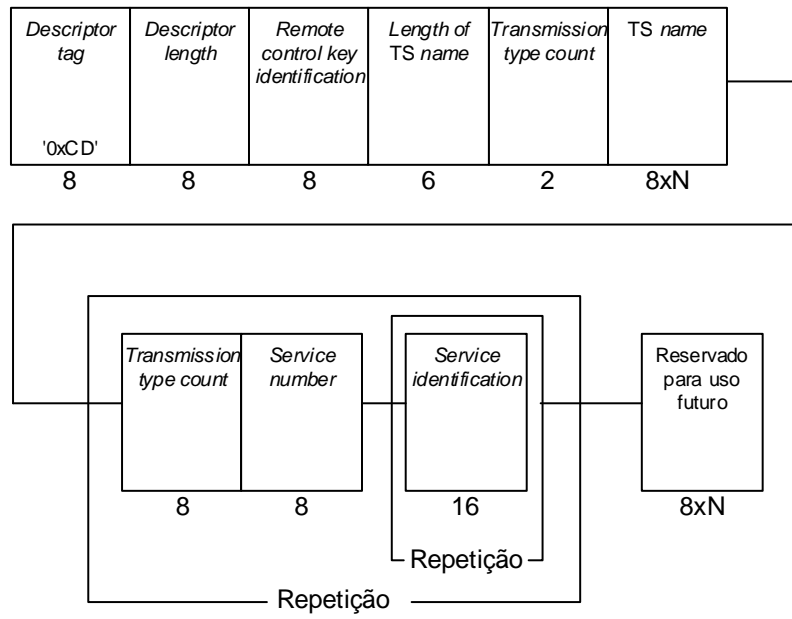 Descriptor
tag
'0xCD'
Descriptor
length
Remote
control key
identification
Length of
TS name
Transmission
type count
TS name
8
8
8
6
2
8xN
Transmission
type count
Service
number
Service
identification
Reservado
para uso
futuro
8
8
16
8xN
Repetição
Repetição